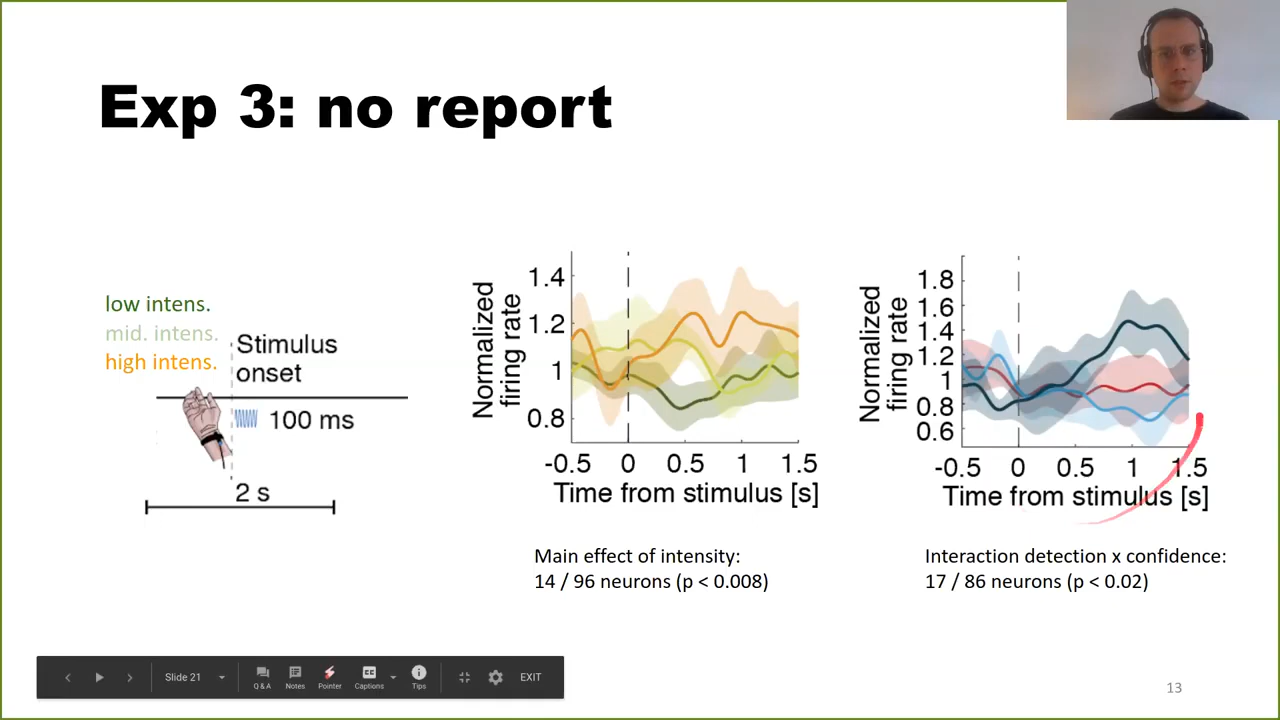 Exp 3: no report
low intens.
mid. intens.
high intens.
Stimulus
onset
100 ms
2 s
Normalized
firing rate
1.4
1.2
1
0.8
-0.5 0 0.5 1 1.5
Time from stimulus [s]
Main effect of intensity:
14 / 96 neurons (p < 0.008)
Normalized
firing rate
1.8
1.6
1.4
1.2
1
0.8
0.6
-0.5 0 0.5 1 1.5
Time from stimulus [s]
Interaction detection x confidence:
17 / 86 neurons (p < 0.02)
Slide 21
Q & A
Notes
Pointer
Captions
Tips
EXIT
13